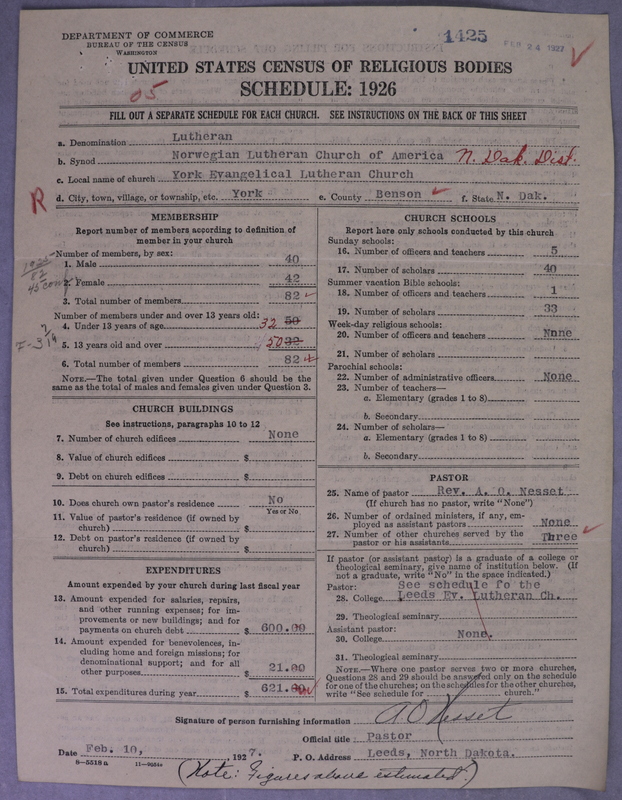 DEPARTMENT OF COMMERCE
BUREAU OF THE CENSUS
WASHINGTON
1425
FEB 24 1927
UNITED STATES CENSUS OF RELIGIOUS BODIES
SCHEDULE: 1926
05
FILL OUT A SEPARATE SCHEDULE FOR EACH CHURCH. SEE INSTRUCTIONS ON THE BACK OF THIS SHEET
a. Denomination Lutheran
b. Synod Norwegian Lutheran Church of America N. Dak. Dist.
c. Local name of church York Evangelical Lutheran Church
R
d. City, town, village, or township, etc. York e. County Benson f. State N. Dak.
MEMBERSHIP
Report number of members according to definition of
member in your church
Number of members, by sex:
1. Male 40
2. Female 42
3. Total number of members 82
Number of members under and over 13 years old:
4. Under 13 years of age 32 50
5. 13 years old and over 50 32
6. Total number of members 82
NOTE.—The total given under Question 6 should be the
same as the total of males and females given under Question 3.
CHURCH BUILDINGS
See instructions, paragraphs 10 to 12
7. Number of church edifices None
8. Value of church edifices $
9. Debt on church edifices $
10. Does church own pastor's residence No
Yes or No
11. Value of pastor's residence (if owned by
church) $
12. Debt on pastor's residence (if owned by
church) $
EXPENDITURES
Amount expended by your church during last fiscal year
13. Amount expended for salaries, repairs,
and other running expenses; for im-
provements or new buildings; and for
payments on church debt $ 600.00
14. Amount expended for benevolences, in-
cluding home and foreign missions; for
denominational support; and for all
other purposes $ 21.00
15. Total expenditures during year $ 621.00
CHURCH SCHOOLS
Report here only schools conducted by this church
Sunday schools:
16. Number of officers and teachers 5
17. Number of scholars 40
Summer vacation Bible schools:
18. Number of officers and teachers 1
19. Number of scholars 33
Week-day religious schools:
20. Number of officers and teachers None
21. Number of scholars
Parochial schools:
22. Number of administrative officers None
23. Number of teachers—
a. Elementary (grades 1 to 8)
b. Secondary
24. Number of scholars—
a. Elementary (grades 1 to 8)
b. Secondary
PASTOR
25. Name of pastor Rev. A. O. Nesset
(If church has no pastor, write "None")
26. Number of ordained ministers, if any, em-
ployed as assistant pastors None
27. Number of other churches served by the
pastor or his assistants Three
If pastor (or assistant pastor) is a graduate of a college or
theological seminary, give name of institution below. (If
not a graduate, write "No" in the space indicated.)
Pastor: See schedule fo the
28. College Leeds Ev. Lutheran Ch.
29. Theological seminary
Assistant pastor:
30. College None.
31. Theological seminary
NOTE.—Where one pastor serves two or more churches,
Questions 28 and 29 should be answered only on the schedule
for one of the churches; on the schedules for the other churches,
write "See schedule for church."
Signature of person furnishing information A O Nesset
Official title Pastor
Date Feb. 10, 1927. P. O. Address Leeds, North Dakota.
8—5518a
(Note: Figures above estimated.)